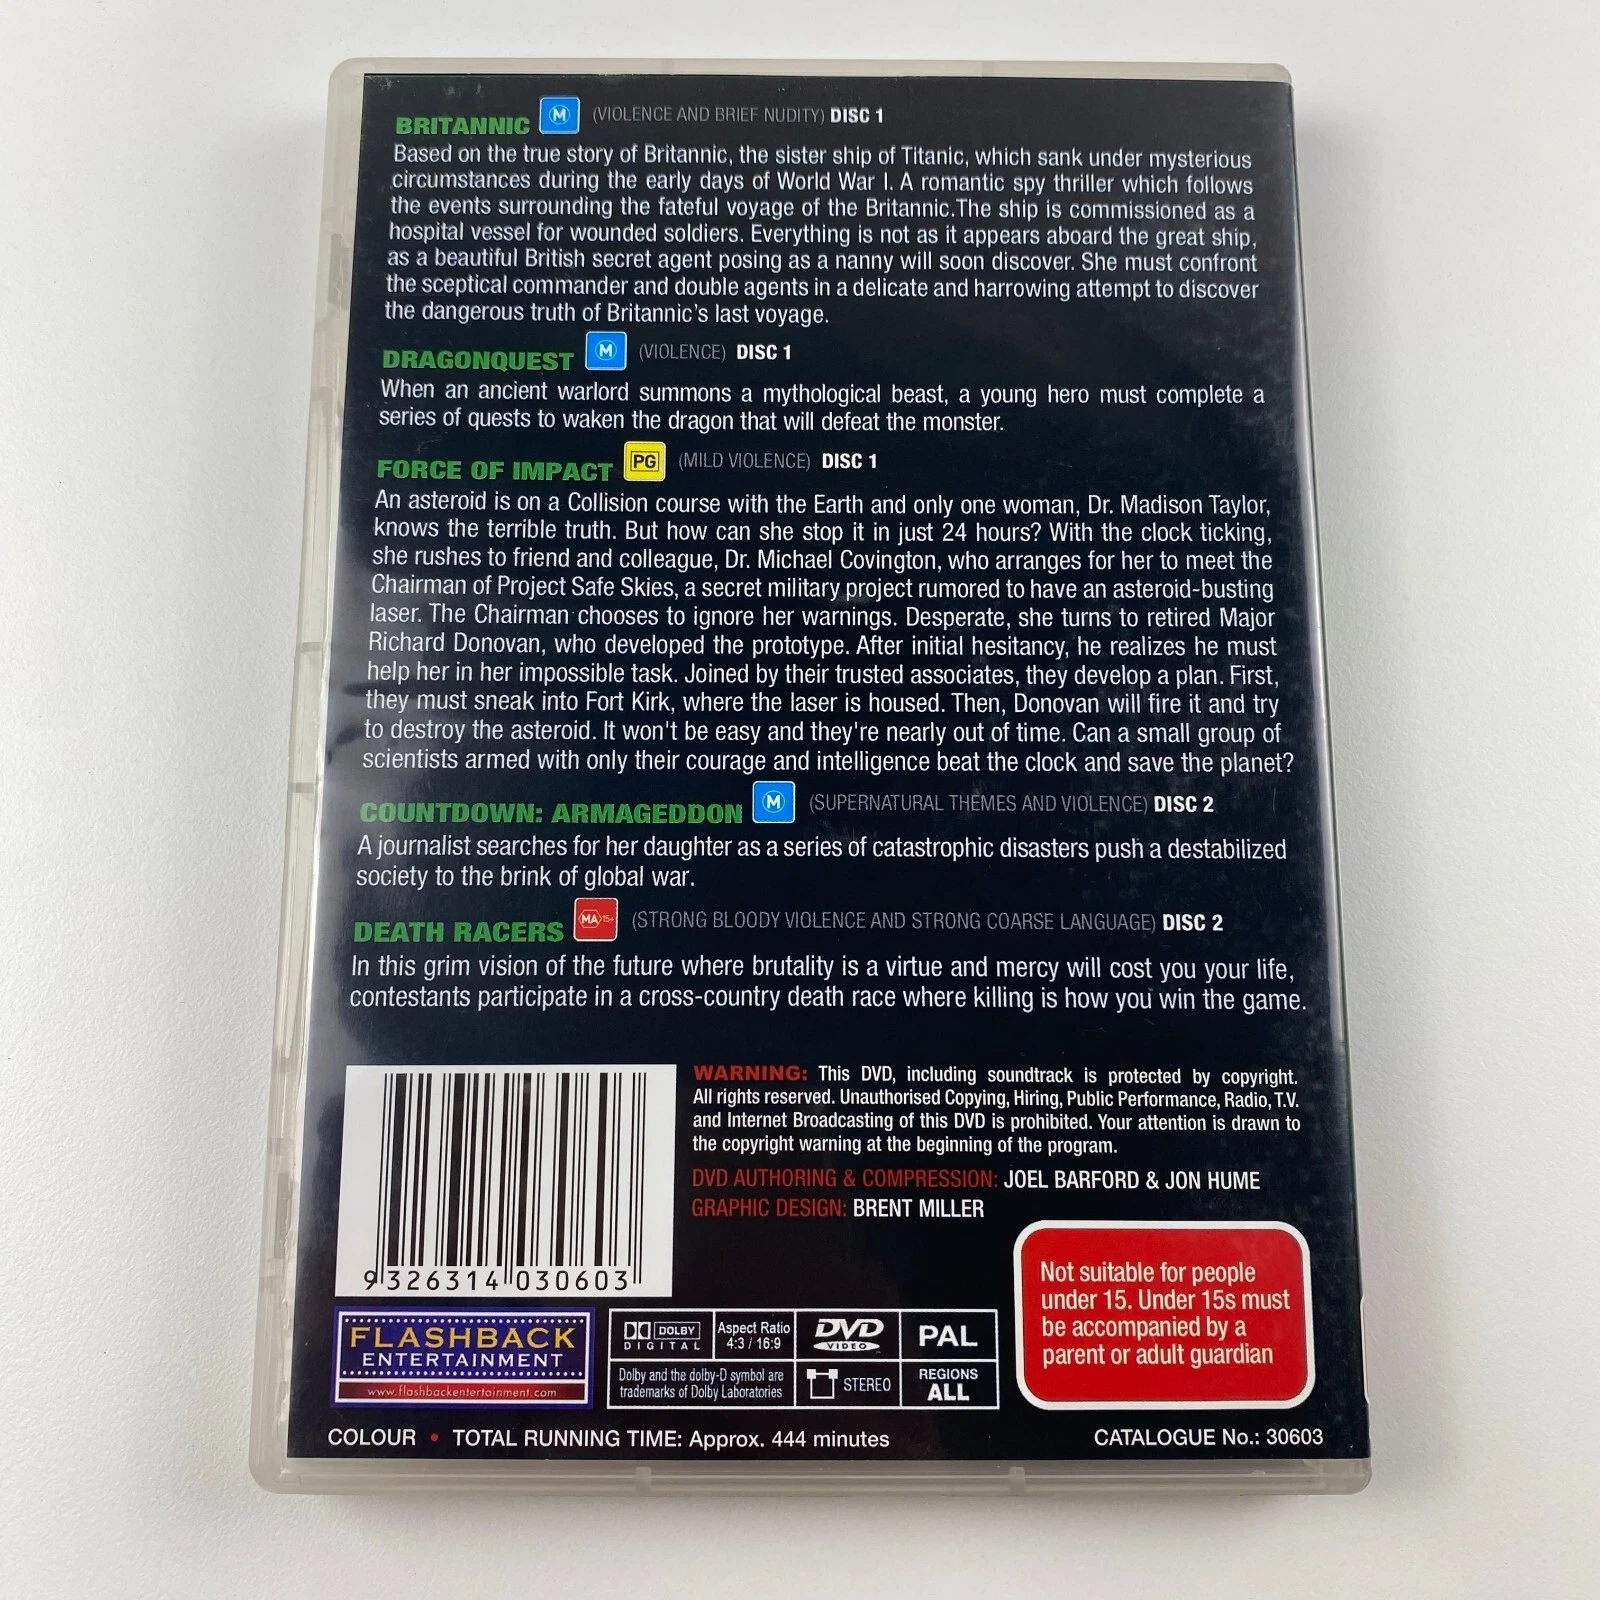 BRITANNIC M (VIOLENCE AND BRIEF NUDITY) DISC 1
Based on the true story of Britannic, the sister ship of Titanic, which sank under mysterious
circumstances during the early days of World War I. A romantic spy thriller which follows
the events surrounding the fateful voyage of the Britannic.The ship is commissioned as a
hospital vessel for wounded soldiers. Everything is not as it appears aboard the great ship,
as a beautiful British secret agent posing as a nanny will soon discover. She must confront
the sceptical commander and double agents in a delicate and harrowing attempt to discover
the dangerous truth of Britannic's last voyage.
DRAGONQUEST M (VIOLENCE) DISC 1
When an ancient warlord summons a mythological beast, a young hero must complete a
series of quests to waken the dragon that will defeat the monster.
FORCE OF IMPACT PG (MILD VIOLENCE) DISC 1
An asteroid is on a Collision course with the Earth and only one woman, Dr. Madison Taylor,
knows the terrible truth. But how can she stop it in just 24 hours? With the clock ticking,
she rushes to friend and colleague, Dr. Michael Covington, who arranges for her to meet the
Chairman of Project Safe Skies, a secret military project rumored to have an asteroid-busting
laser. The Chairman chooses to ignore her warnings. Desperate, she turns to retired Major
Richard Donovan, who developed the prototype. After initial hesitancy, he realizes he must
help her in her impossible task. Joined by their trusted associates, they develop a plan. First,
they must sneak into Fort Kirk, where the laser is housed. Then, Donovan will fire it and try
to destroy the asteroid. It won't be easy and they're nearly out of time. Can a small group of
scientists armed with only their courage and intelligence beat the clock and save the planet?
COUNTDOWN: ARMAGEDDON M (SUPERNATURAL THEMES AND VIOLENCE) DISC 2
A journalist searches for her daughter as a series of catastrophic disasters push a destabilized
society to the brink of global war.
DEATH RACERS MA 15+ (STRONG BLOODY VIOLENCE AND STRONG COARSE LANGUAGE) DISC 2
In this grim vision of the future where brutality is a virtue and mercy will cost you your life,
contestants participate in a cross-country death race where killing is how you win the game.
WARNING: This DVD, including soundtrack is protected by copyright.
All rights reserved. Unauthorised Copying, Hiring, Public Performance, Radio, T.V.
and Internet Broadcasting of this DVD is prohibited. Your attention is drawn to
the copyright warning at the beginning of the program.
DVD AUTHORING & COMPRESSION: JOEL BARFORD & JON HUME
GRAPHIC DESIGN: BRENT MILLER
9 326314 030603
Not suitable for people
under 15. Under 15s must
be accompanied by a
parent or adult guardian
FLASHBACK
ENTERTAINMENT
www.flashbackentertainment.com
DOLBY
DIGITAL
Aspect Ratio
4:3 / 16:9
DVD
VIDEO
PAL
Dolby and the dolby-D symbol are
trademarks of Dolby Laboratories
STEREO
REGIONS
ALL
COLOUR • TOTAL RUNNING TIME: Approx. 444 minutes
CATALOGUE No.: 30603